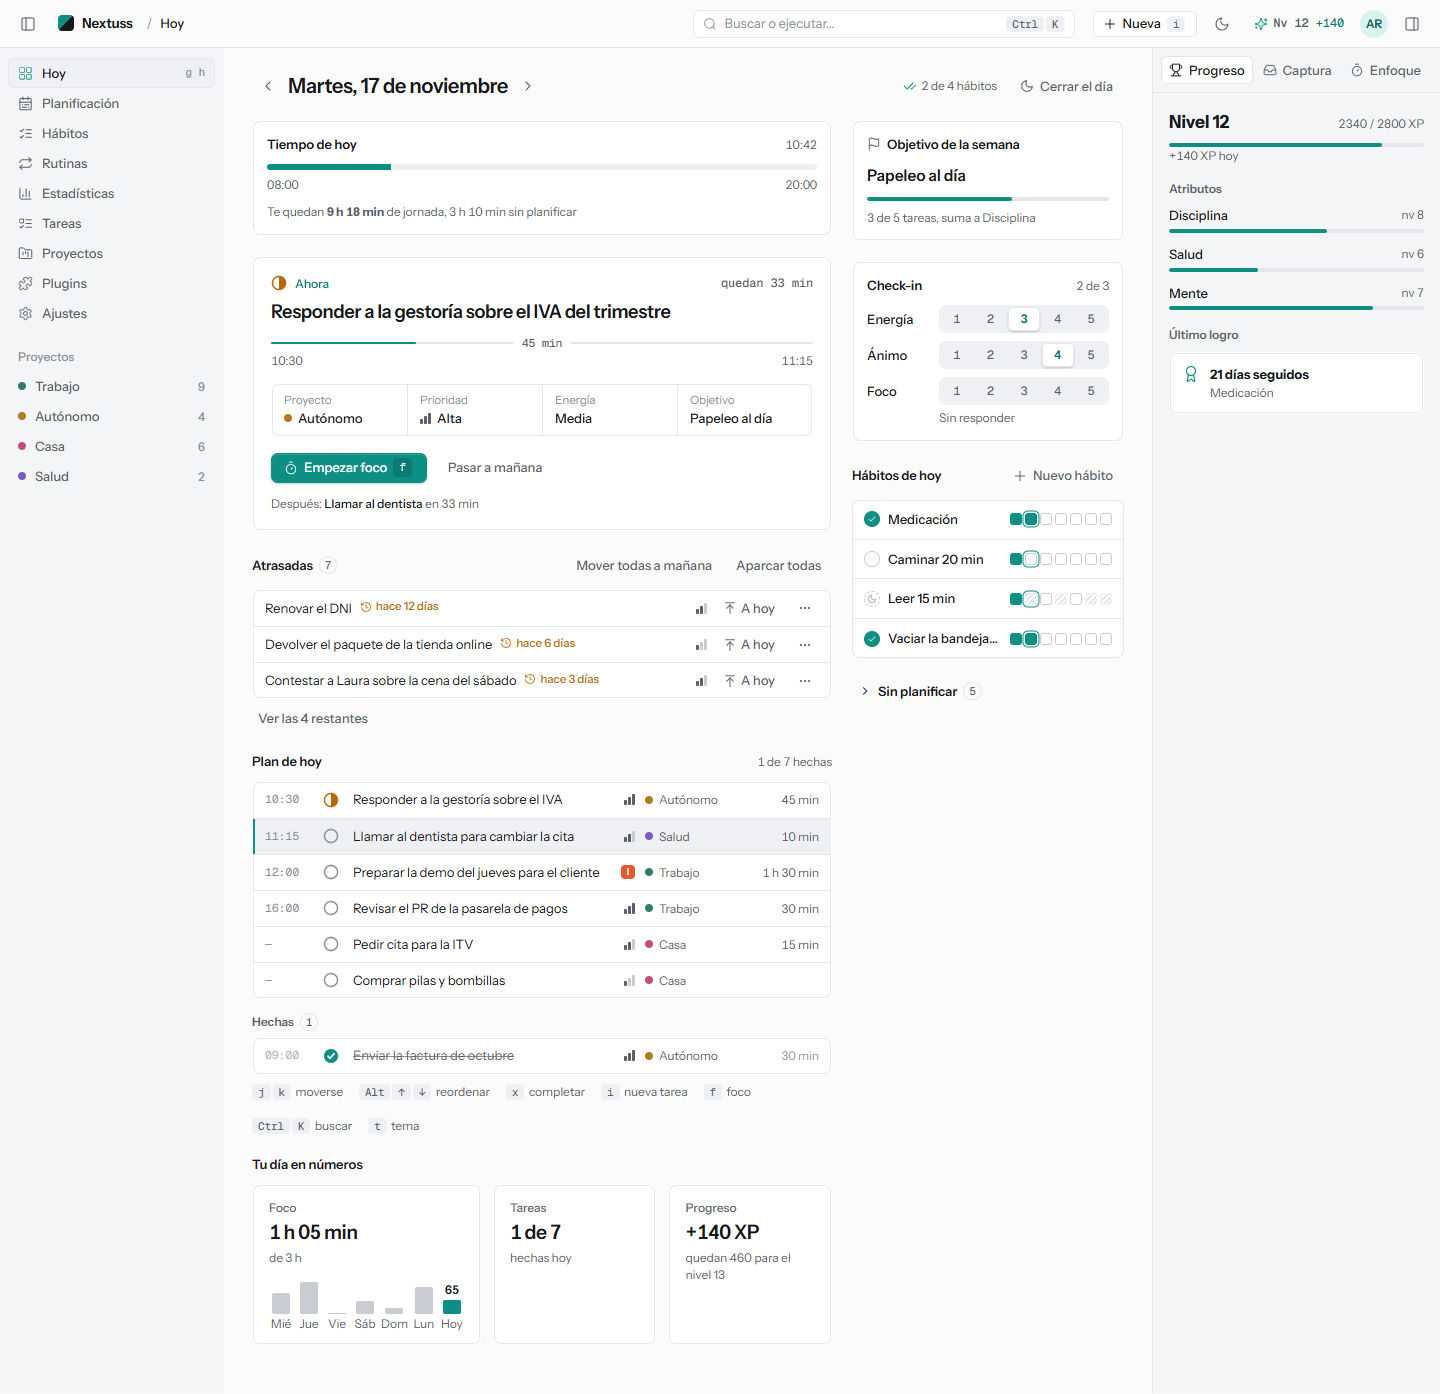 Nextuss / Hoy
Buscar o ejecutar...
Ctrl K
Nueva i
Nv 12 +140
AR
Hoy g h
Planificación
Hábitos
Rutinas
Estadísticas
Tareas
Proyectos
Plugins
Ajustes
Proyectos
Trabajo 9
Autónomo 4
Casa 6
Salud 2
Martes, 17 de noviembre
2 de 4 hábitos
Cerrar el día
Tiempo de hoy 10:42
08:00 20:00
Te quedan 9 h 18 min de jornada, 3 h 10 min sin planificar
Ahora quedan 33 min
Responder a la gestoría sobre el IVA del trimestre
45 min
10:30 11:15
Proyecto Prioridad Energía Objetivo
Autónomo Alta Media Papeleo al día
Empezar foco f Pasar a mañana
Después: Llamar al dentista en 33 min
Atrasadas 7 Mover todas a mañana Aparcar todas
Renovar el DNI hace 12 días A hoy ···
Devolver el paquete de la tienda online hace 6 días A hoy ···
Contestar a Laura sobre la cena del sábado hace 3 días A hoy ···
Ver las 4 restantes
Plan de hoy 1 de 7 hechas
10:30 Responder a la gestoría sobre el IVA Autónomo 45 min
11:15 Llamar al dentista para cambiar la cita Salud 10 min
12:00 Preparar la demo del jueves para el cliente ! Trabajo 1 h 30 min
16:00 Revisar el PR de la pasarela de pagos Trabajo 30 min
– Pedir cita para la ITV Casa 15 min
– Comprar pilas y bombillas Casa
Hechas 1
09:00 Enviar la factura de octubre Autónomo 30 min
j k moverse Alt ↑ ↓ reordenar x completar i nueva tarea f foco
Ctrl K buscar t tema
Tu día en números
Foco
1 h 05 min
de 3 h
65
Mié Jue Vie Sáb Dom Lun Hoy
Tareas
1 de 7
hechas hoy
Progreso
+140 XP
quedan 460 para el
nivel 13
Objetivo de la semana
Papeleo al día
3 de 5 tareas, suma a Disciplina
Check-in 2 de 3
Energía 1 2 3 4 5
Ánimo 1 2 3 4 5
Foco 1 2 3 4 5
Sin responder
Hábitos de hoy Nuevo hábito
Medicación
Caminar 20 min
Leer 15 min
Vaciar la bandeja...
Sin planificar 5
Progreso Captura Enfoque
Nivel 12 2340 / 2800 XP
+140 XP hoy
Atributos
Disciplina nv 8
Salud nv 6
Mente nv 7
Último logro
21 días seguidos
Medicación